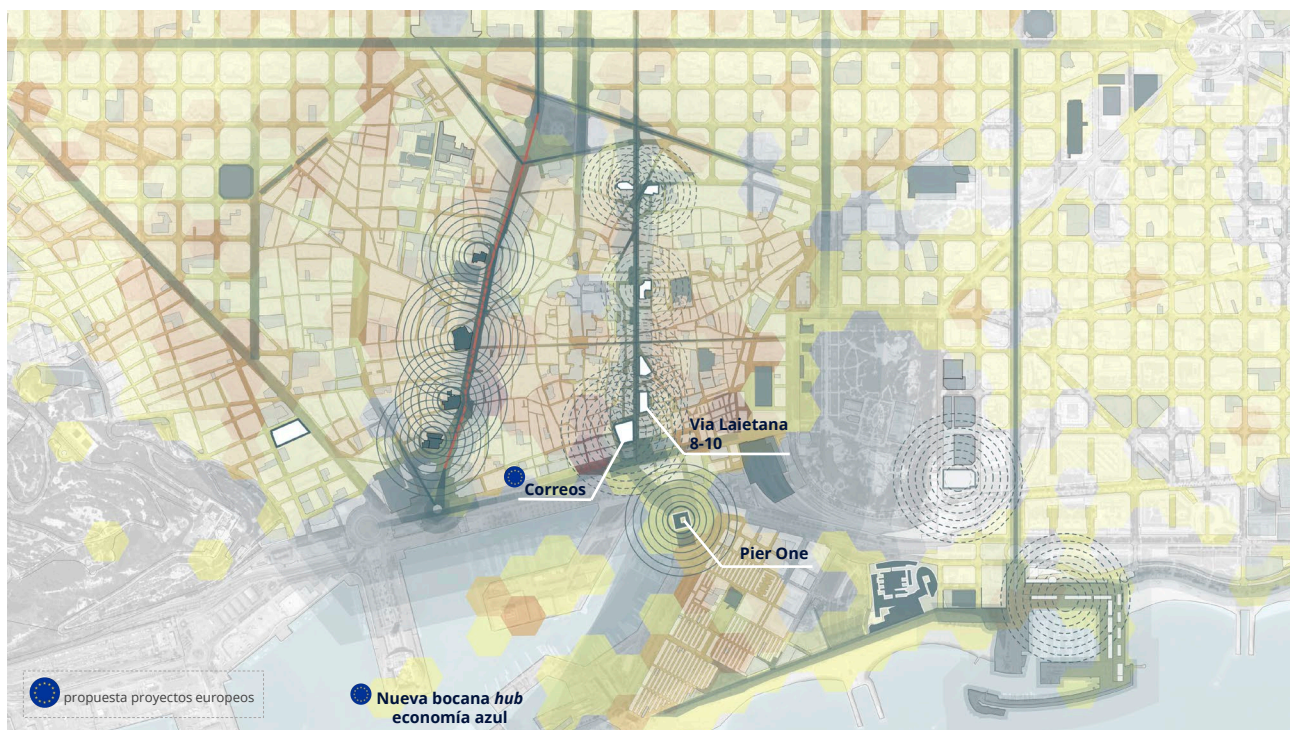 Via Laietana
8-10
Correos
Pier One
propuesta proyectos europeos
Nueva bocana hub
economía azul